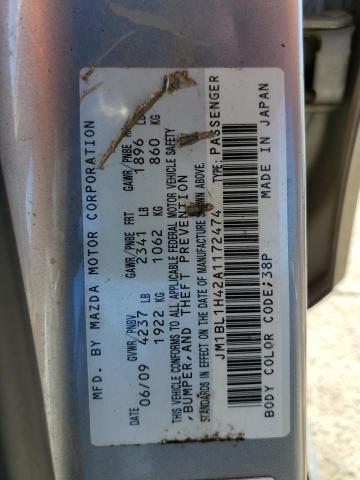 MFD. BY MAZDA MOTOR CORPORATION
GVWR/PNBV GAWR/PNBE FRT GAWR/PNBE
DATE 06/09 4237 LB 2341 LB 1896 LB
1922 KG 1062 KG 860 KG
THIS VEHICLE CONFORMS TO ALL APPLICABLE FEDERAL MOTOR VEHICLE SAFETY
,BUMPER,AND THEFT PREVENTION
STANDARDS IN EFFECT ON THE DATE OF MANUFACTURE SHOWN ABOVE.
JM1BL1H42A1172474 TYPE: PASSENGER
BODY COLOR CODE;38P MADE IN JAPAN